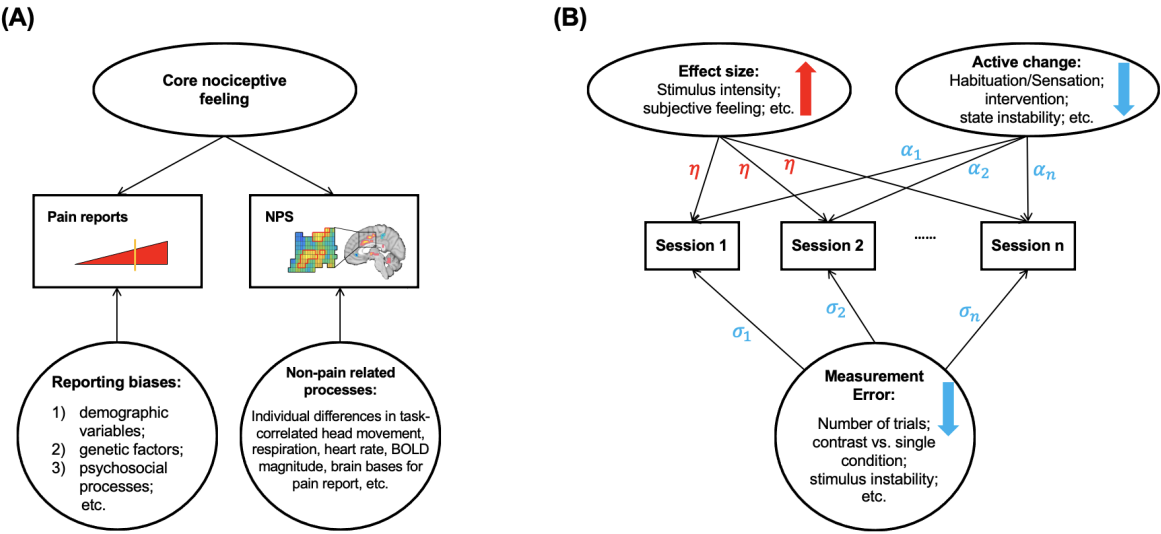 (A)
Core nociceptive
feeling
Pain reports
NPS
Reporting biases:
1) demographic
variables;
2) genetic factors;
3) psychosocial
processes;
etc.
Non-pain related
processes:
Individual differences in task-
correlated head movement,
respiration, heart rate, BOLD
magnitude, brain bases for
pain report, etc.
(B)
Effect size:
Stimulus intensity;
subjective feeling; etc.
Active change:
Habituation/Sensation;
intervention;
state instability; etc.
η
η
η
α1
α2
αn
Session 1
Session 2
......
Session n
σ1
σ2
σn
Measurement
Error:
Number of trials;
contrast vs. single
condition;
stimulus instability;
etc.